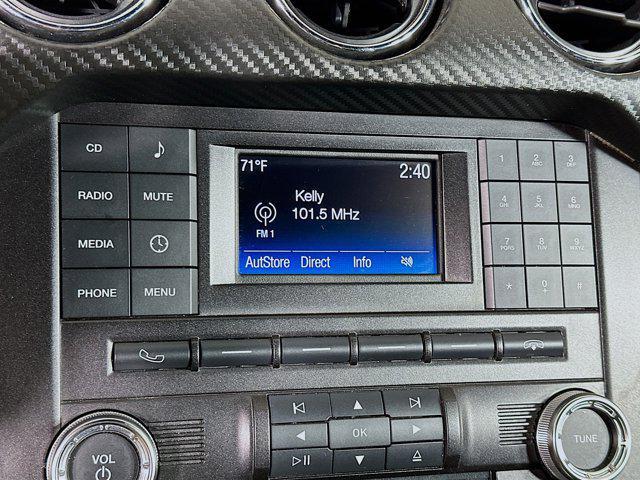 71°F 2:40
Kelly
101.5 MHz
FM 1
AutStore Direct Info
CD
RADIO MUTE
MEDIA
PHONE MENU
1 2 ABC 3 DEF
4 GHI 5 JKL 6 MNO
7 PQRS 8 TUV 9 WXYZ
* 0 + #
OK
VOL
TUNE